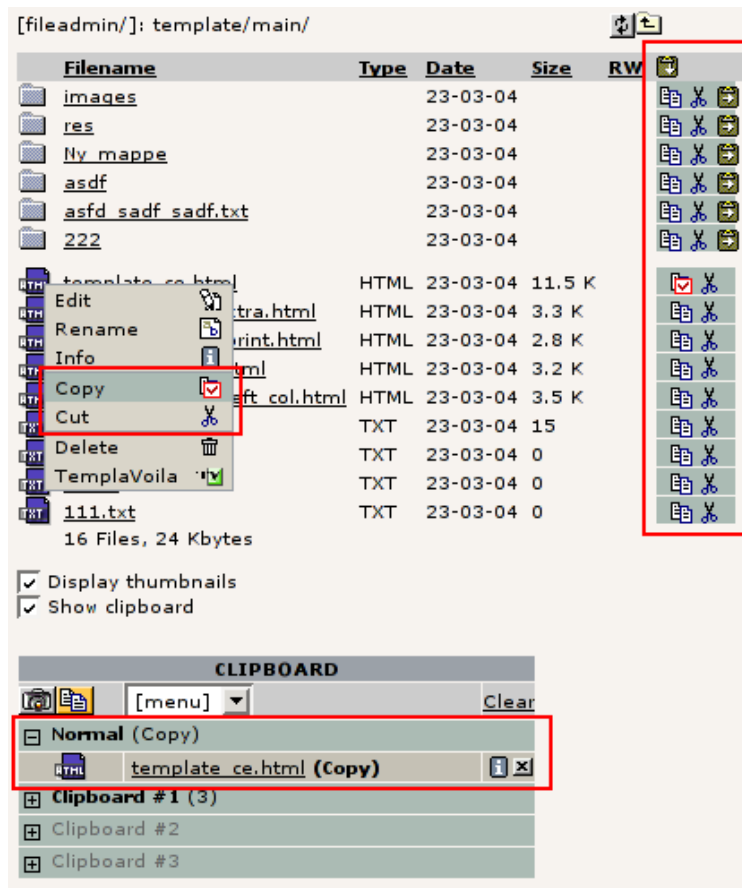 [fileadmin/]: template/main/
Filename Type Date Size RW
images 23-03-04
res 23-03-04
Ny mappe 23-03-04
asdf 23-03-04
asfd sadf sadf.txt 23-03-04
222 23-03-04
template ce.html HTML 23-03-04 11.5 K
Edit tra.html HTML 23-03-04 3.3 K
Rename rint.html HTML 23-03-04 2.8 K
Info tml HTML 23-03-04 3.2 K
Copy eft col.html HTML 23-03-04 3.5 K
Cut TXT 23-03-04 15
Delete TXT 23-03-04 0
TemplaVoila TXT 23-03-04 0
111.txt TXT 23-03-04 0
16 Files, 24 Kbytes
Display thumbnails
Show clipboard
CLIPBOARD
[menu] Clear
Normal (Copy)
template ce.html (Copy)
Clipboard #1 (3)
Clipboard #2
Clipboard #3